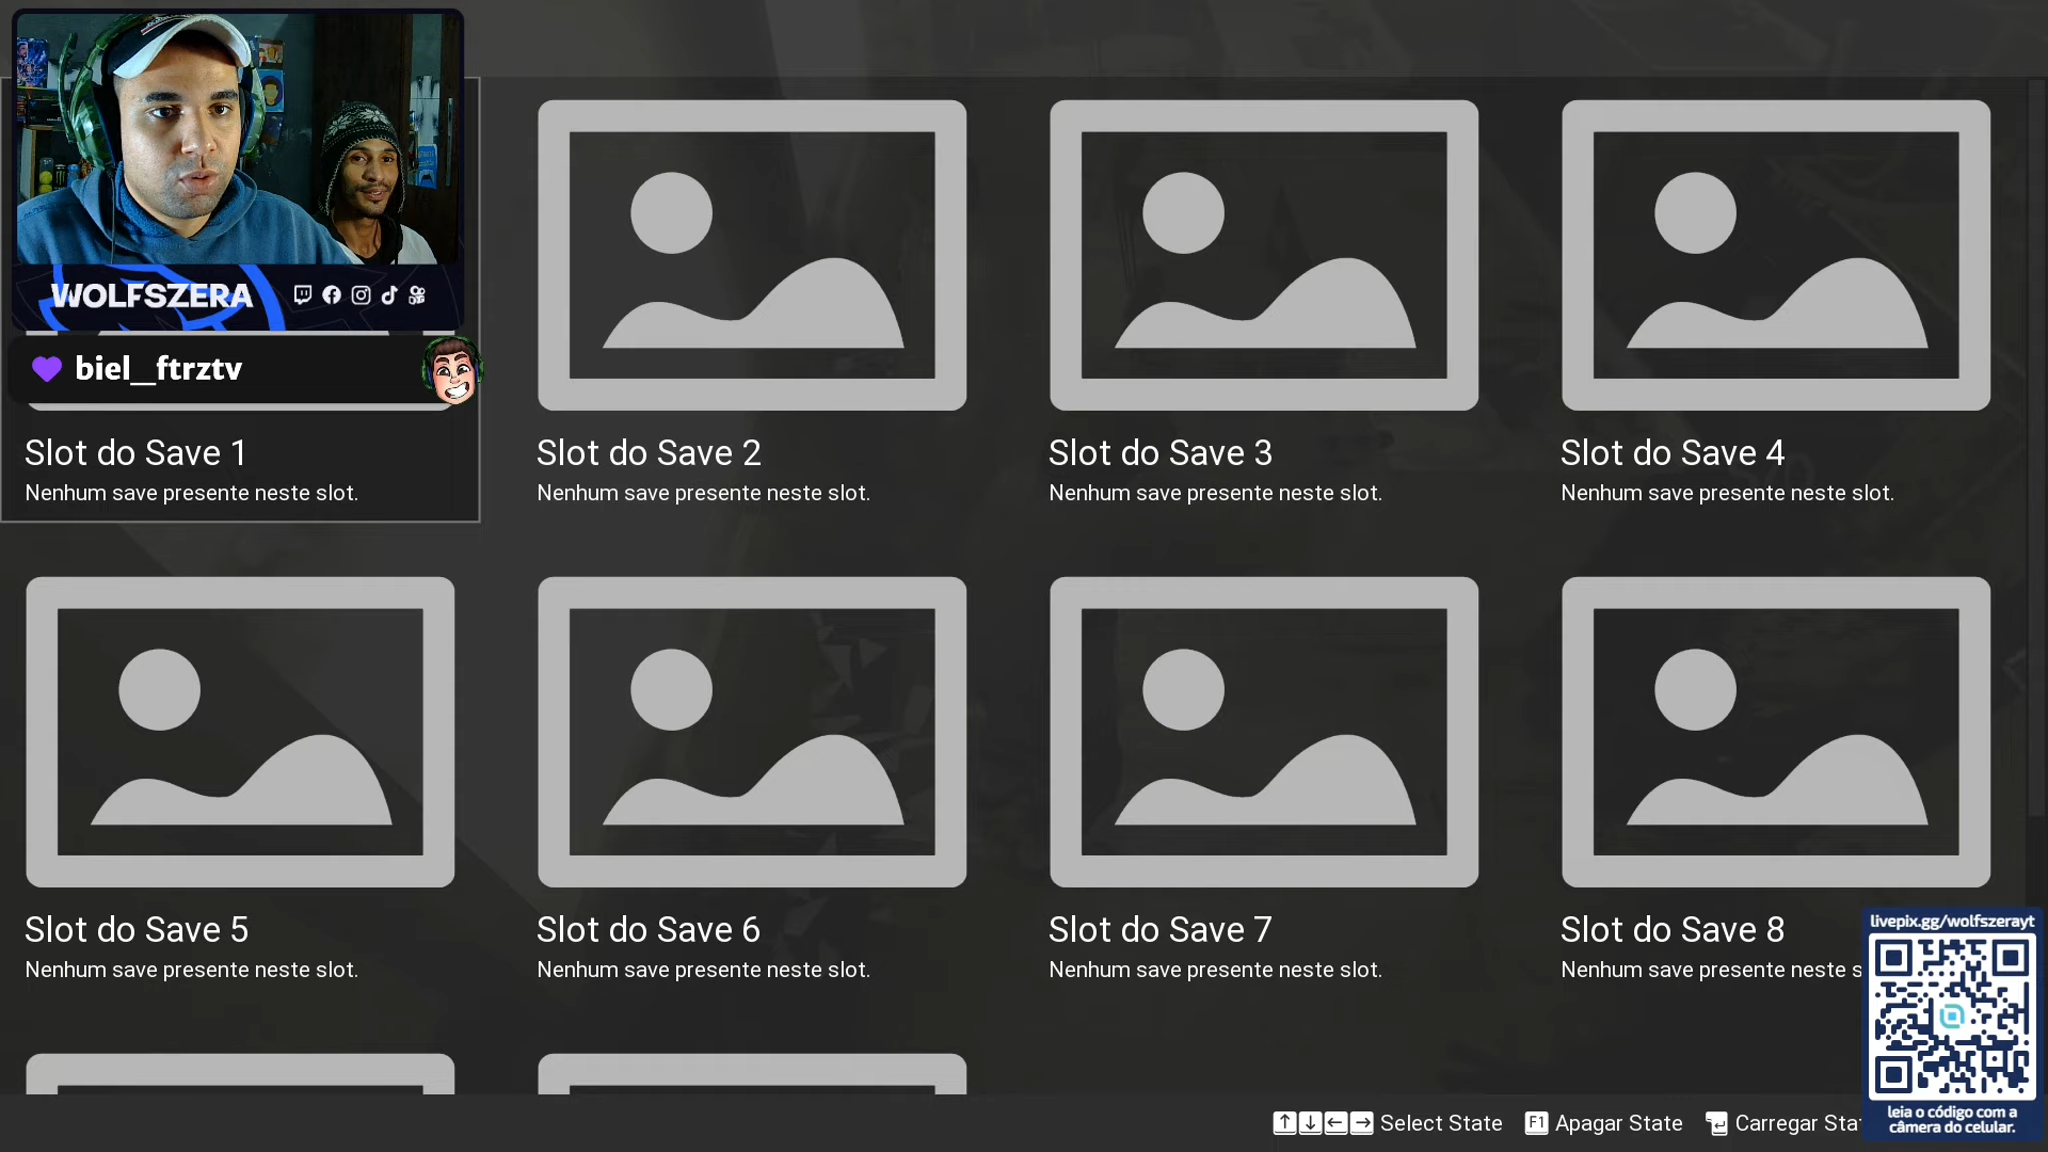 WOLFSZERA
biel__ftrztv
Slot do Save 1
Nenhum save presente neste slot.
Slot do Save 2
Nenhum save presente neste slot.
Slot do Save 3
Nenhum save presente neste slot.
Slot do Save 4
Nenhum save presente neste slot.
Slot do Save 5
Nenhum save presente neste slot.
Slot do Save 6
Nenhum save presente neste slot.
Slot do Save 7
Nenhum save presente neste slot.
Slot do Save 8
Nenhum save presente neste
livepix.gg/wolfszerayt
leia o código com a
câmera do celular.
↑ ↓ ← → Select State F1 Apagar State Carregar